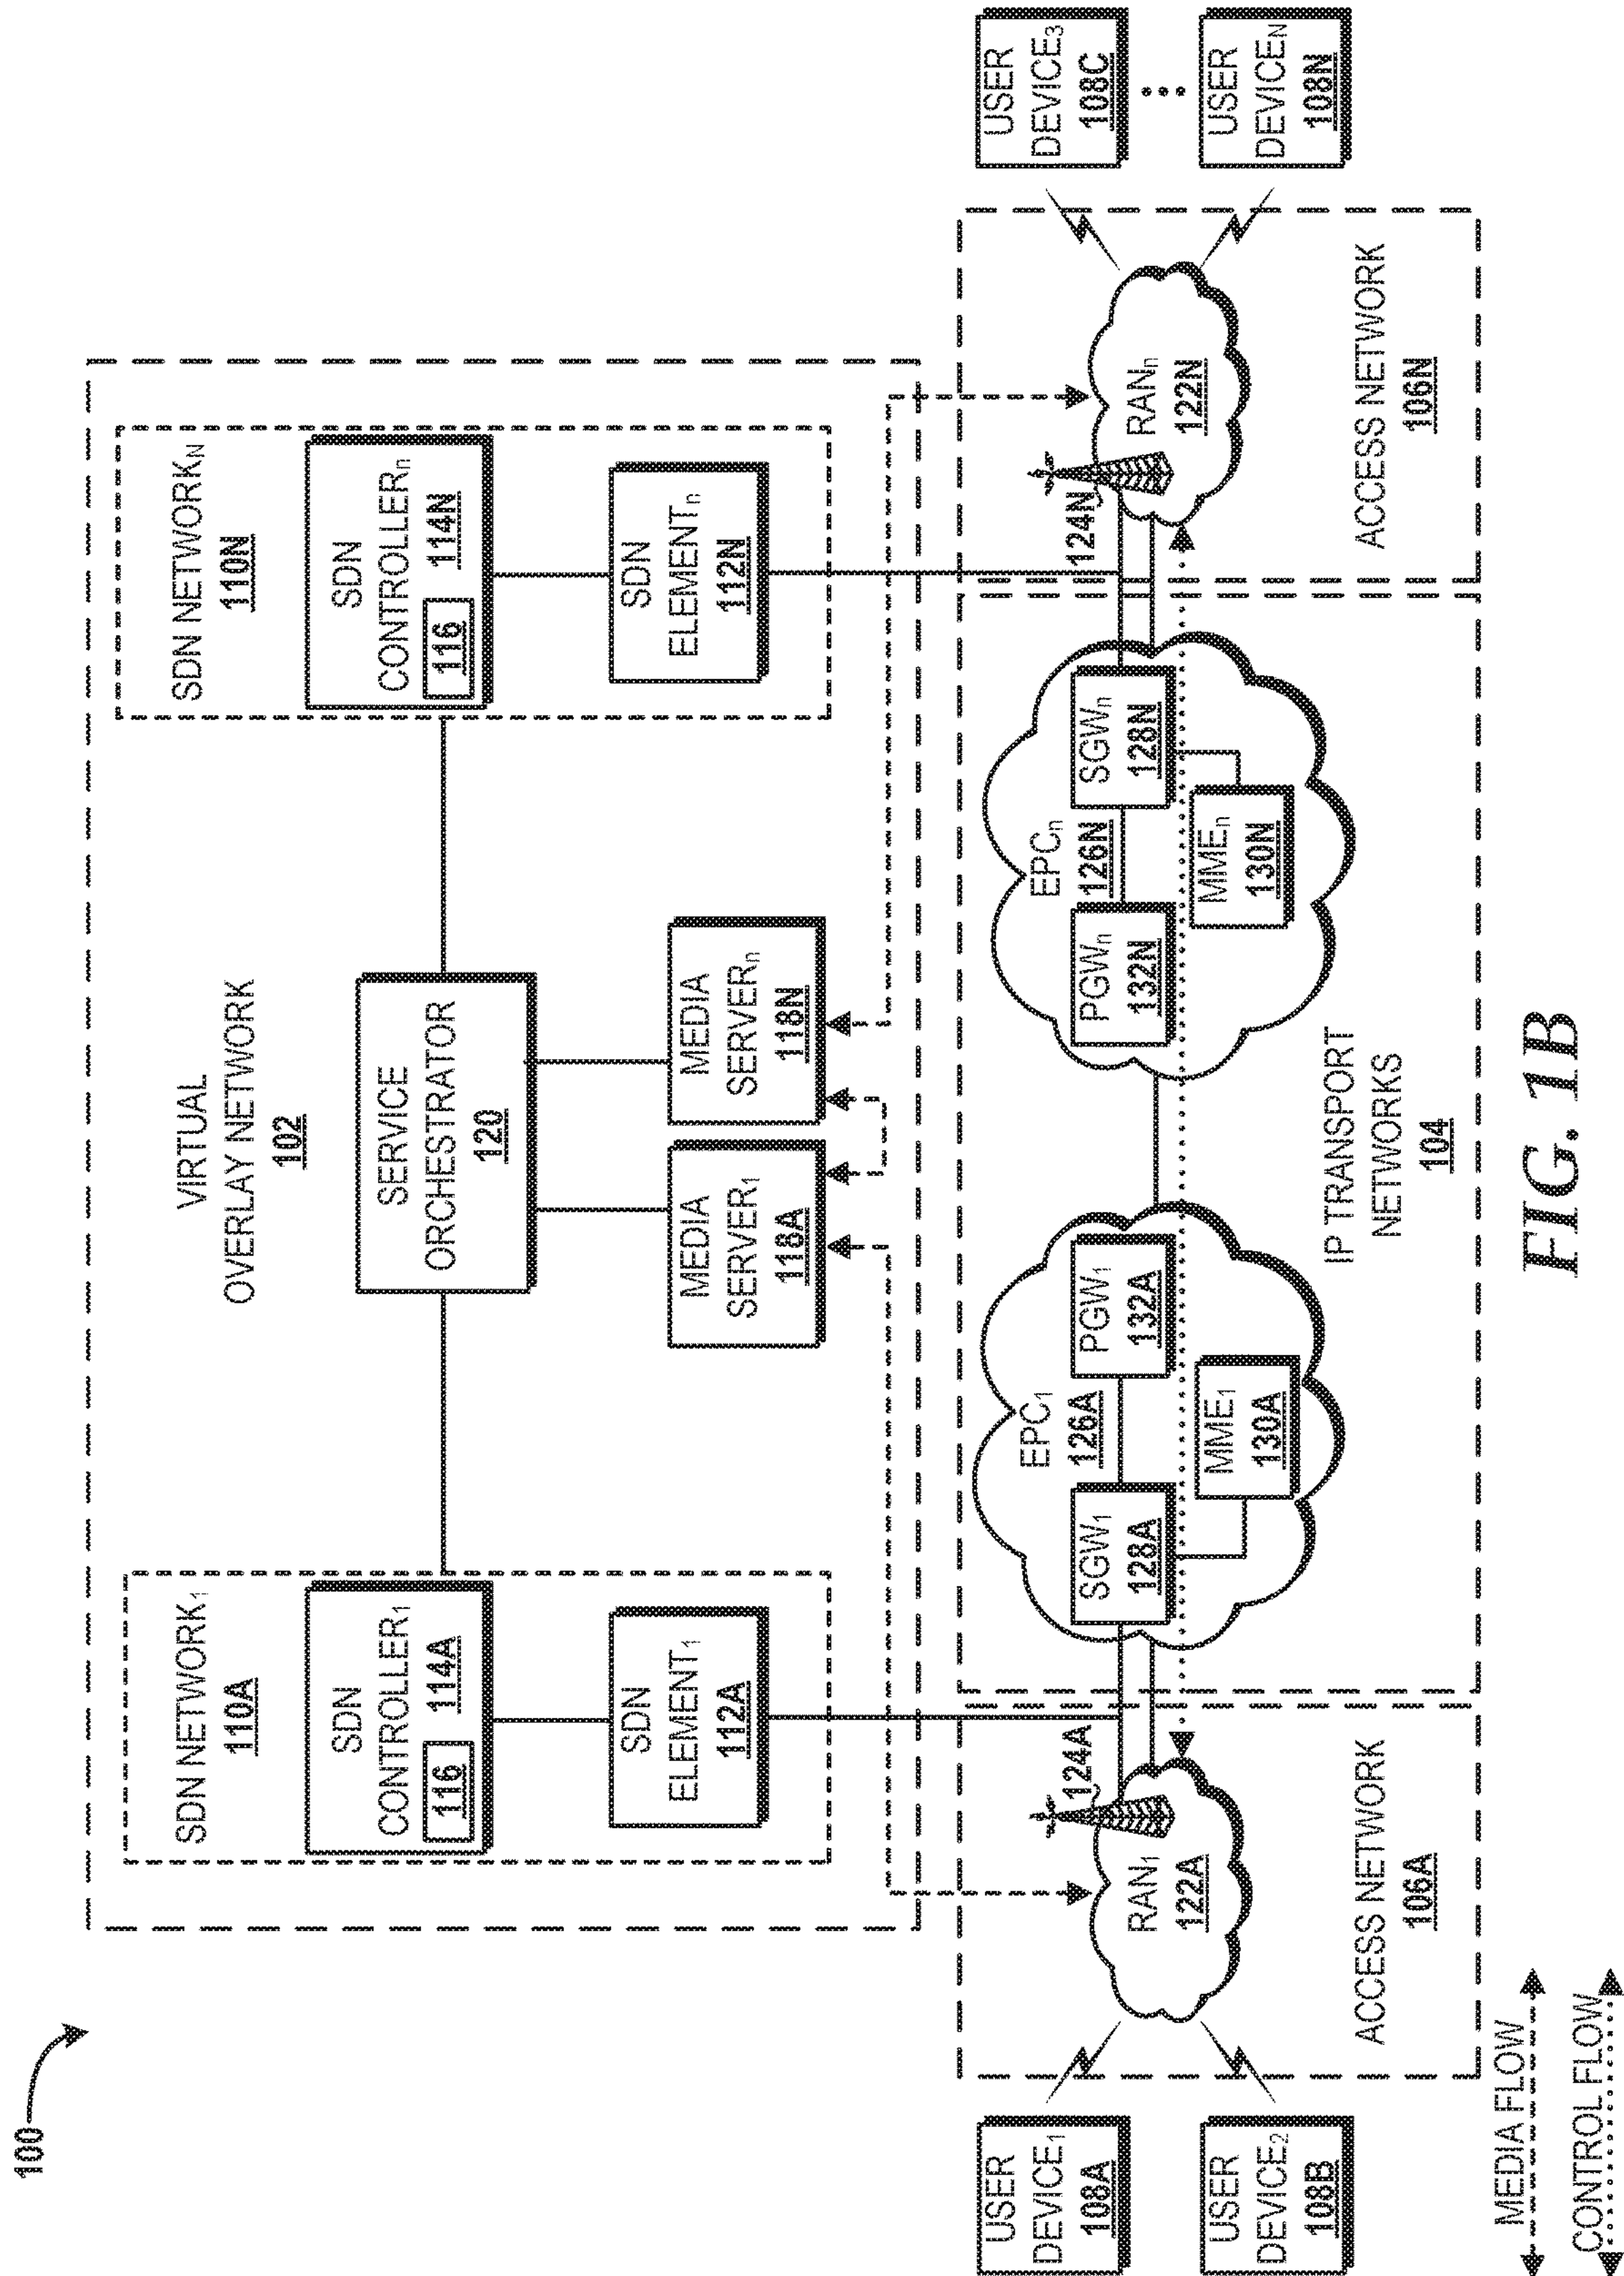 100
VIRTUAL
OVERLAY NETWORK
102
SDN NETWORK₁
110A
SDN
CONTROLLER₁
116
114A
SDN
ELEMENT₁
112A
SERVICE
ORCHESTRATOR
120
MEDIA
SERVER₁
118A
MEDIA
SERVERₙ
118N
SDN NETWORK_N
110N
SDN
CONTROLLERₙ
116
114N
SDN
ELEMENTₙ
112N
USER
DEVICE₁
108A
USER
DEVICE₂
108B
124A
RAN₁
122A
ACCESS NETWORK
106A
EPC₁
126A
SGW₁
128A
PGW₁
132A
MME₁
130A
IP TRANSPORT
NETWORKS
104
EPCₙ
126N
PGWₙ
132N
SGWₙ
128N
MMEₙ
130N
124N
RANₙ
122N
ACCESS NETWORK
106N
USER
DEVICE₃
108C
USER
DEVICE_N
108N
MEDIA FLOW
CONTROL FLOW
FIG. 1B